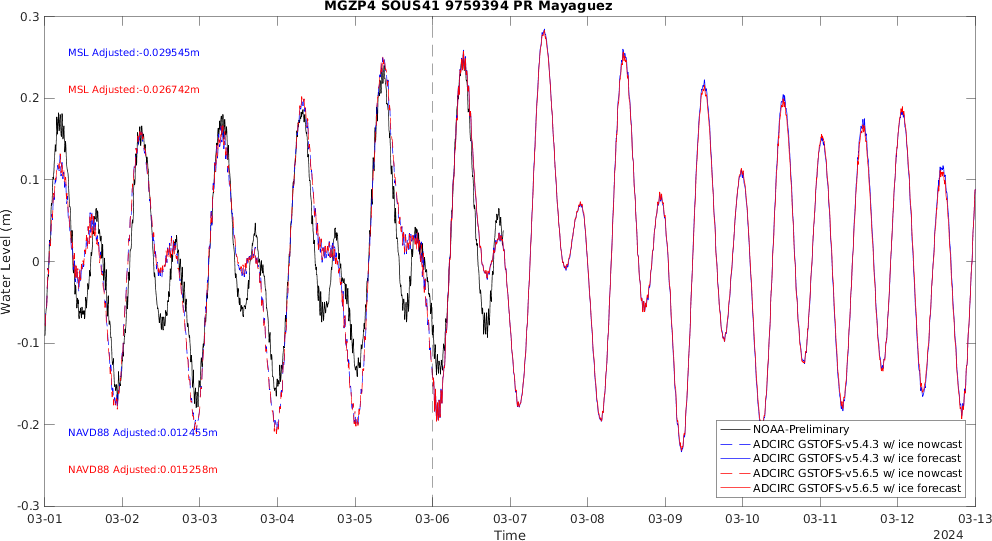 MGZP4 SOUS41 9759394 PR Mayaguez
Water Level (m)
0.3
0.2
0.1
0
-0.1
-0.2
-0.3
MSL Adjusted:-0.029545m
MSL Adjusted:-0.026742m
NAVD88 Adjusted:0.012455m
NAVD88 Adjusted:0.015258m
NOAA-Preliminary
ADCIRC GSTOFS-v5.4.3 w/ ice nowcast
ADCIRC GSTOFS-v5.4.3 w/ ice forecast
ADCIRC GSTOFS-v5.6.5 w/ ice nowcast
ADCIRC GSTOFS-v5.6.5 w/ ice forecast
03-01 03-02 03-03 03-04 03-05 03-06 03-07 03-08 03-09 03-10 03-11 03-12 03-13
Time
2024